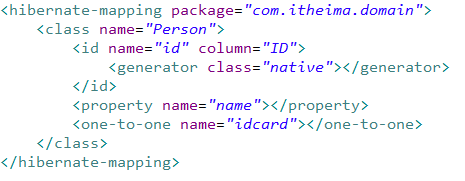 <hibernate-mapping package="com.itheima.domain">
    <class name="Person">
        <id name="id" column="ID">
            <generator class="native"></generator>
        </id>
        <property name="name"></property>
        <one-to-one name="idcard"></one-to-one>
    </class>
</hibernate-mapping>